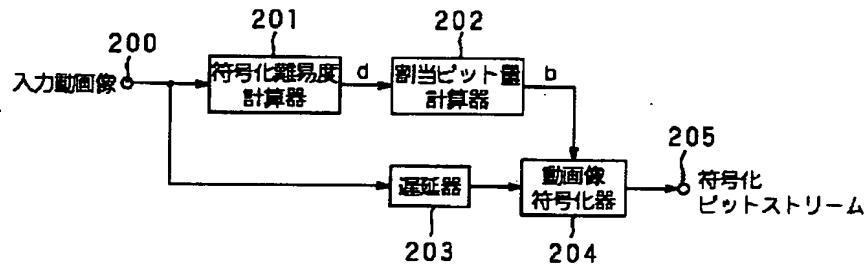 200
201
202
入力動画像
符号化難易度
計算器
d
割当ビット量
計算器
b
205
遅延器
動画像
符号化器
符号化
ビットストリーム
203
204